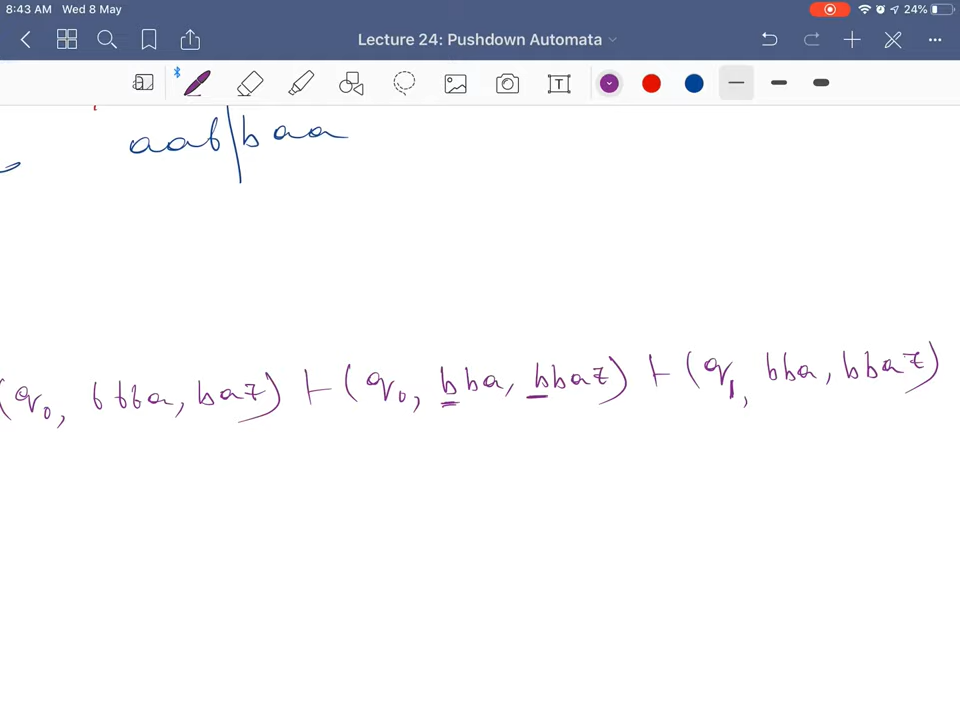 8:43 AM Wed 8 May 24%
Lecture 24: Pushdown Automata
T
aab|baa
(q₀, bbba, baz) ⊢ (q₀, bba, bbaz) ⊢ (q₁, bba, bbaz)